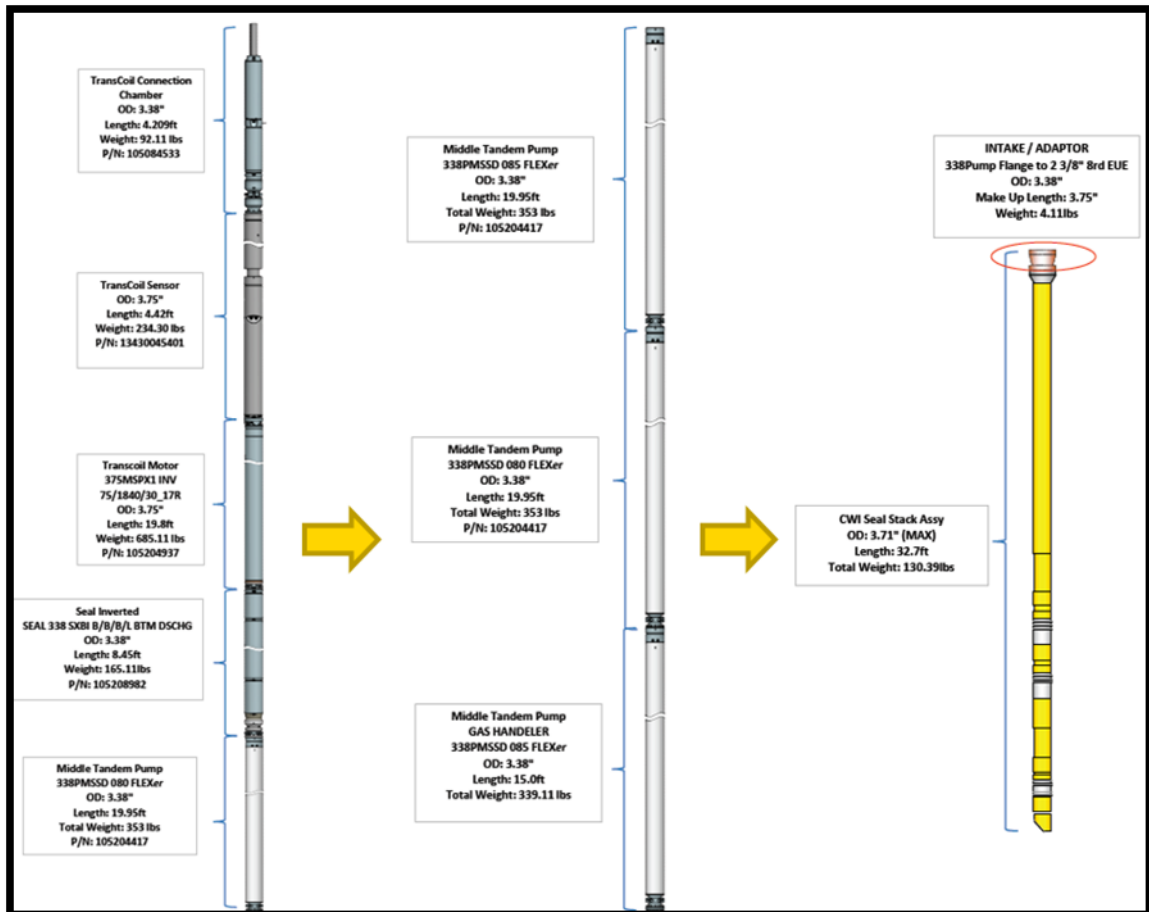 TransCoil Connection
Chamber
OD: 3.38"
Length: 4.209ft
Weight: 92.11 lbs
P/N: 105084533
TransCoil Sensor
OD: 3.75"
Length: 4.42ft
Weight: 234.30 lbs
P/N: 13430045401
Transcoil Motor
375MSPX1 INV
75/1840/30_17R
OD: 3.75"
Length: 19.8ft
Weight: 685.11 lbs
P/N: 105204937
Seal Inverted
SEAL 338 SXBI B/B/B/L BTM DSCHG
OD: 3.38"
Length: 8.45ft
Weight: 165.11lbs
P/N: 105208982
Middle Tandem Pump
338PMSSD 080 FLEXer
OD: 3.38"
Length: 19.95ft
Total Weight: 353 lbs
P/N: 105204417
Middle Tandem Pump
338PMSSD 085 FLEXer
OD: 3.38"
Length: 19.95ft
Total Weight: 353 lbs
P/N: 105204417
Middle Tandem Pump
338PMSSD 080 FLEXer
OD: 3.38"
Length: 19.95ft
Total Weight: 353 lbs
P/N: 105204417
Middle Tandem Pump
GAS HANDELER
338PMSSD 085 FLEXer
OD: 3.38"
Length: 15.0ft
Total Weight: 339.11 lbs
INTAKE / ADAPTOR
338Pump Flange to 2 3/8" 8rd EUE
OD: 3.38"
Make Up Length: 3.75"
Weight: 4.11lbs
CWI Seal Stack Assy
OD: 3.71" (MAX)
Length: 32.7ft
Total Weight: 130.39lbs